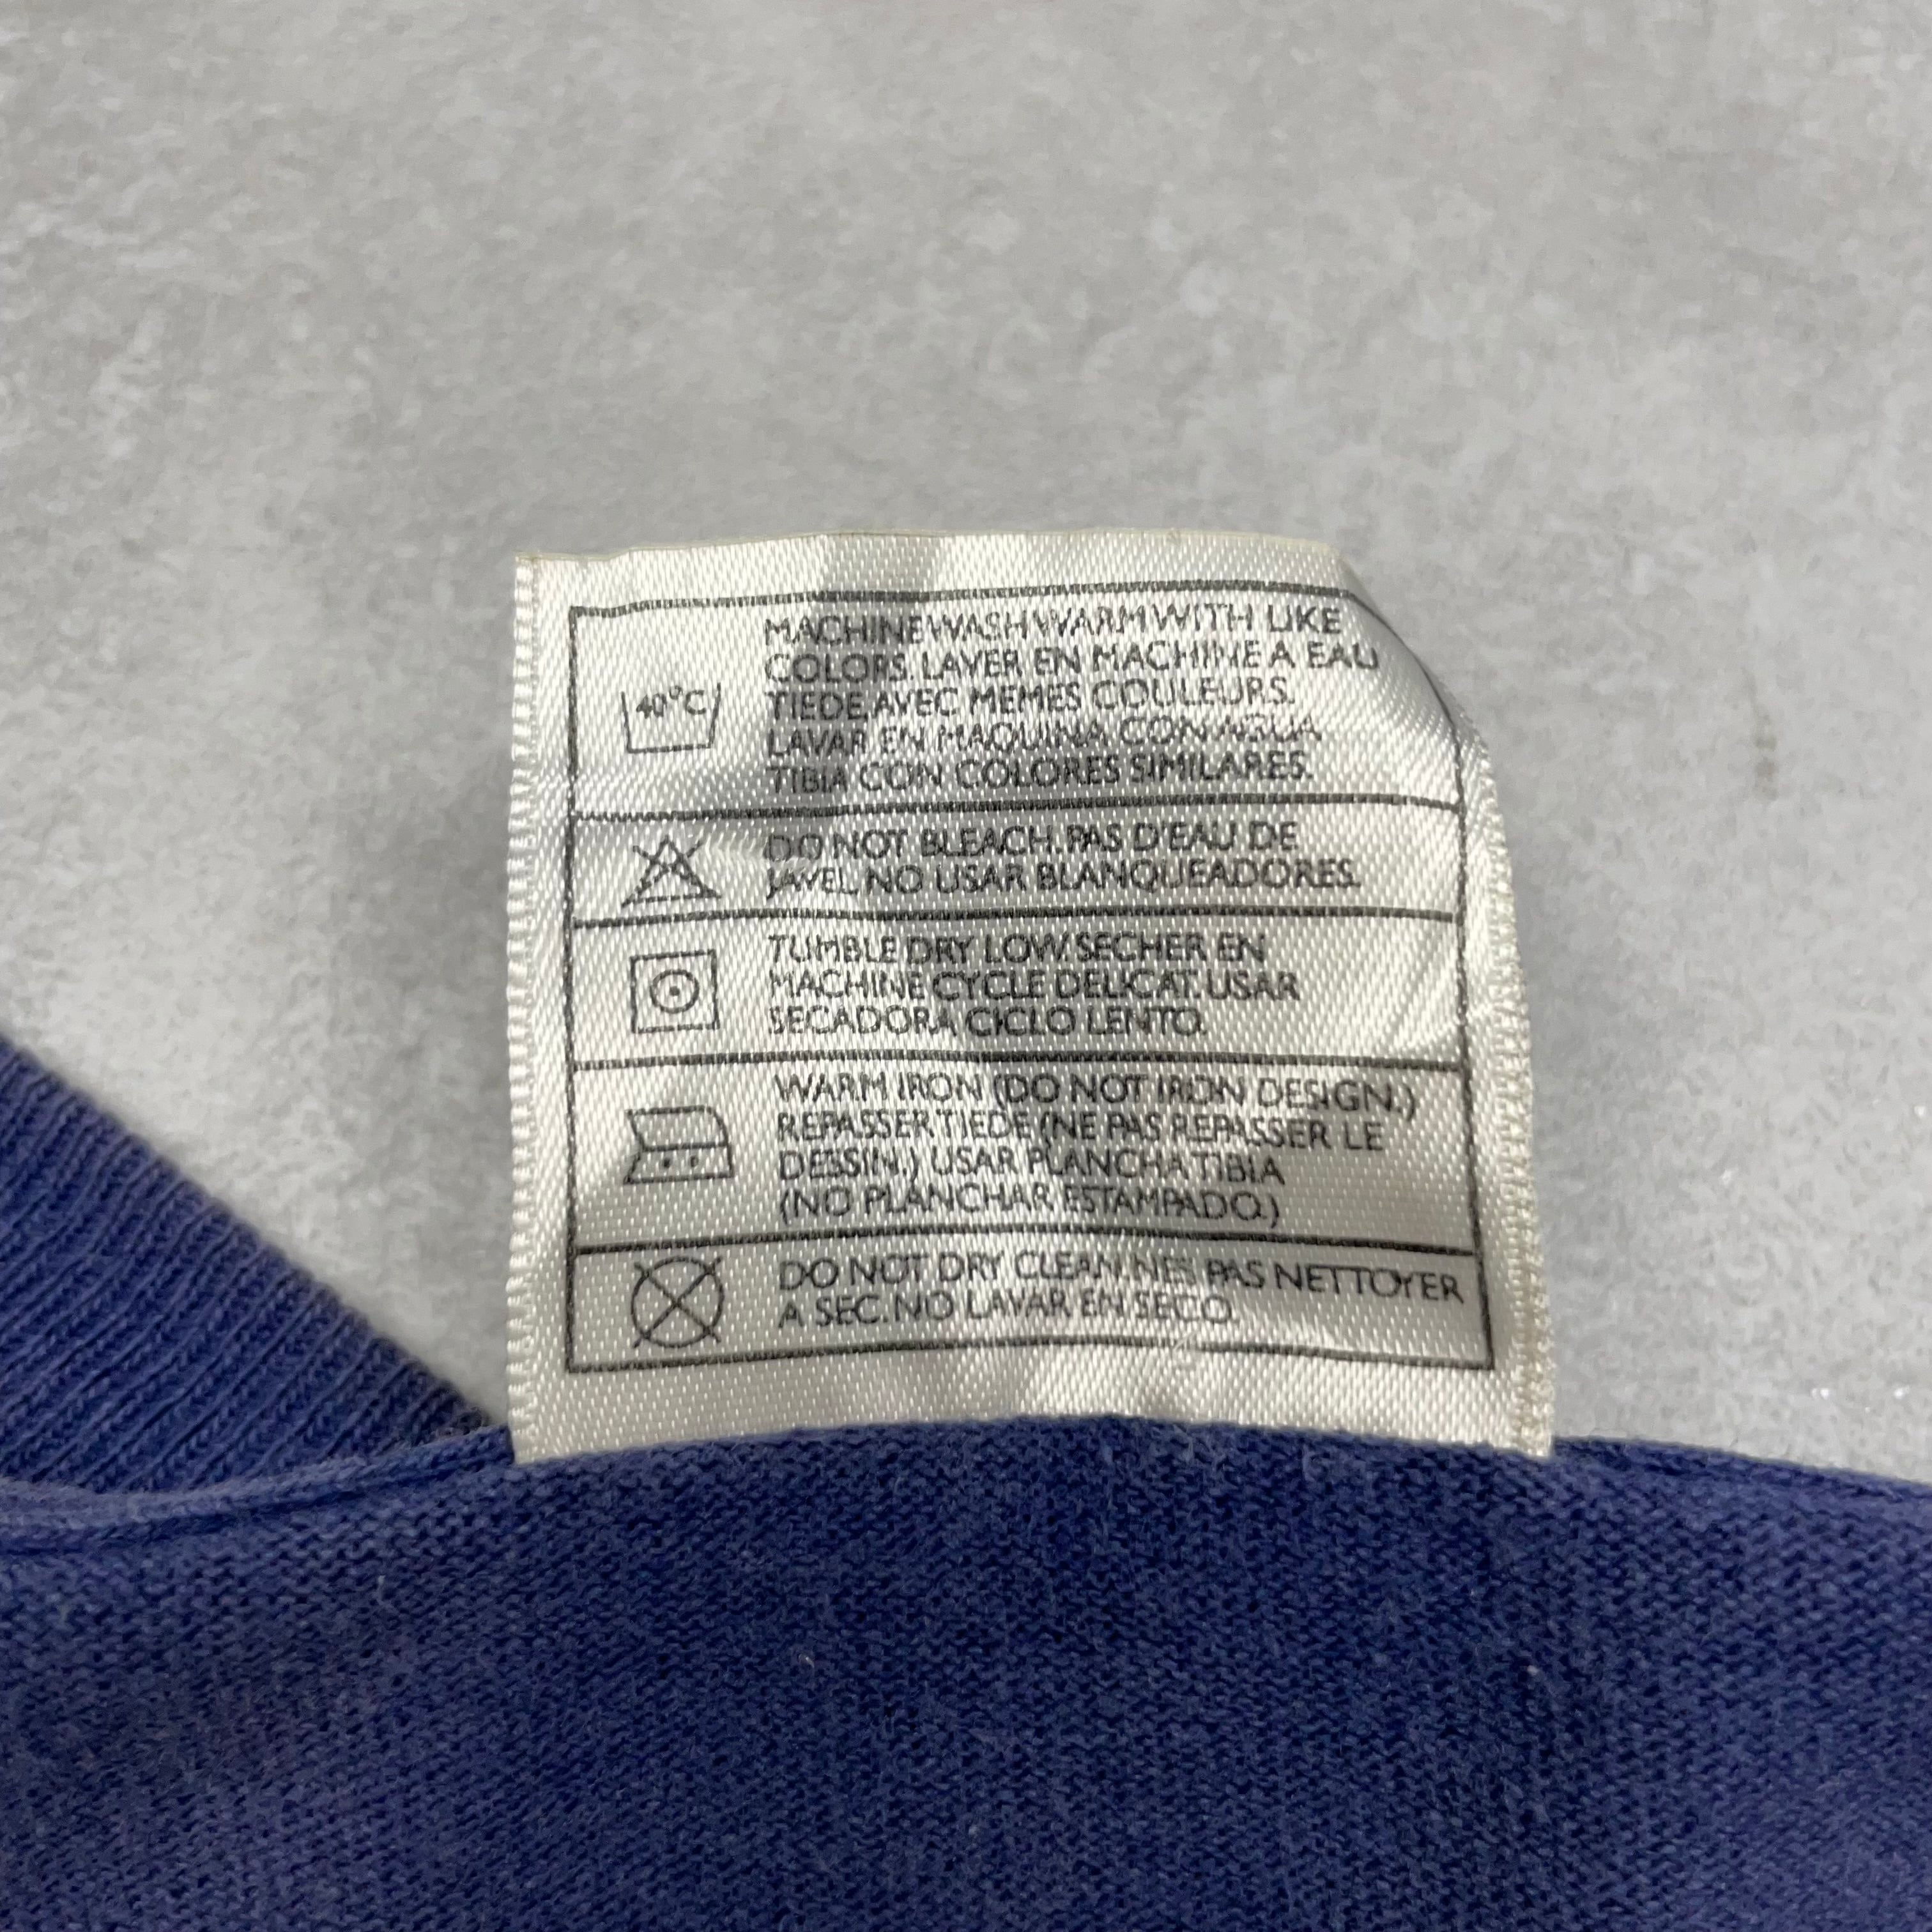 MACHINE WASH WARM WITH LIKE
COLORS. LAVER EN MACHINE A EAU
40°C
TIEDE AVEC MEMES COULEURS.
LAVAR EN MAQUINA CON AGUA
TIBIA CON COLORES SIMILARES.
DO NOT BLEACH. PAS D'EAU DE
JAVEL. NO USAR BLANQUEADORES.
TUMBLE DRY LOW. SECHER EN
MACHINE CYCLE DELICAT. USAR
SECADORA CICLO LENTO.
WARM IRON (DO NOT IRON DESIGN.)
REPASSER TIEDE (NE PAS REPASSER LE
DESSIN.) USAR PLANCHA TIBIA
(NO PLANCHAR ESTAMPADO.)
DO NOT DRY CLEAN. NES PAS NETTOYER
A SEC. NO LAVAR EN SECO.